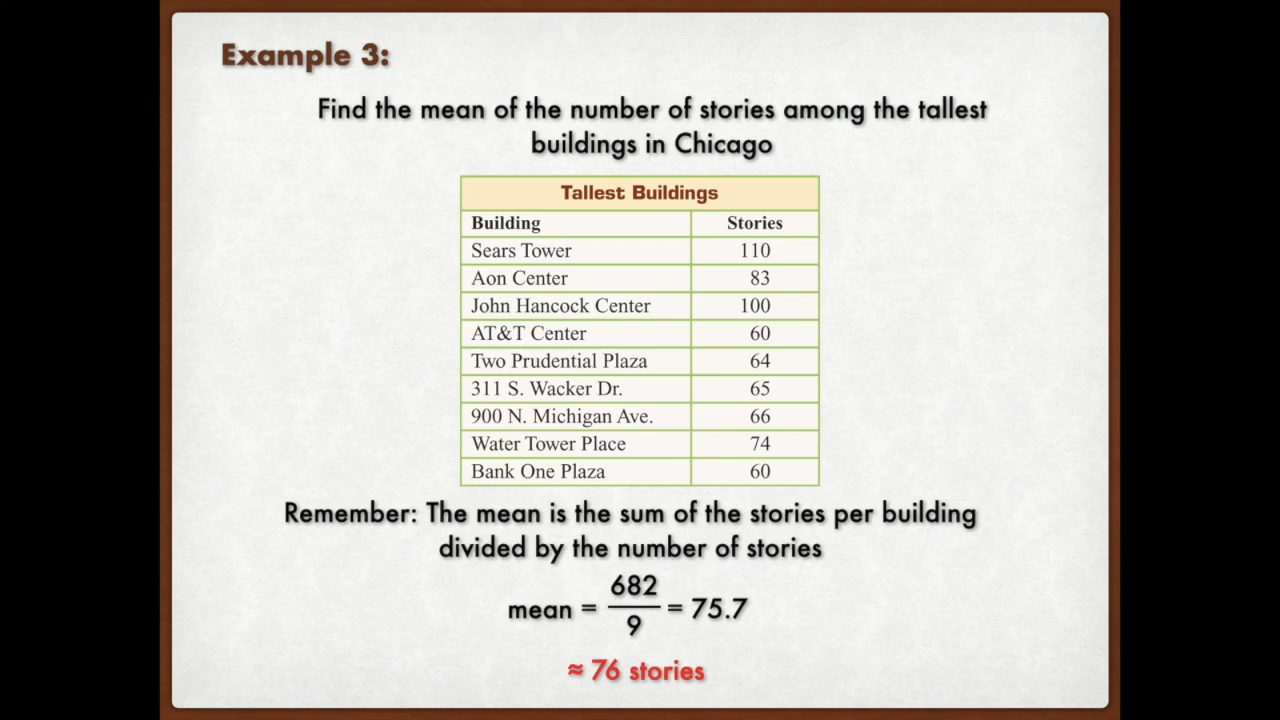 Example 3:
Find the mean of the number of stories among the tallest
buildings in Chicago
Tallest Buildings
Building Stories
Sears Tower 110
Aon Center 83
John Hancock Center 100
AT&T Center 60
Two Prudential Plaza 64
311 S. Wacker Dr. 65
900 N. Michigan Ave. 66
Water Tower Place 74
Bank One Plaza 60
Remember: The mean is the sum of the stories per building
divided by the number of stories
mean = 682/9 = 75.7
≈ 76 stories